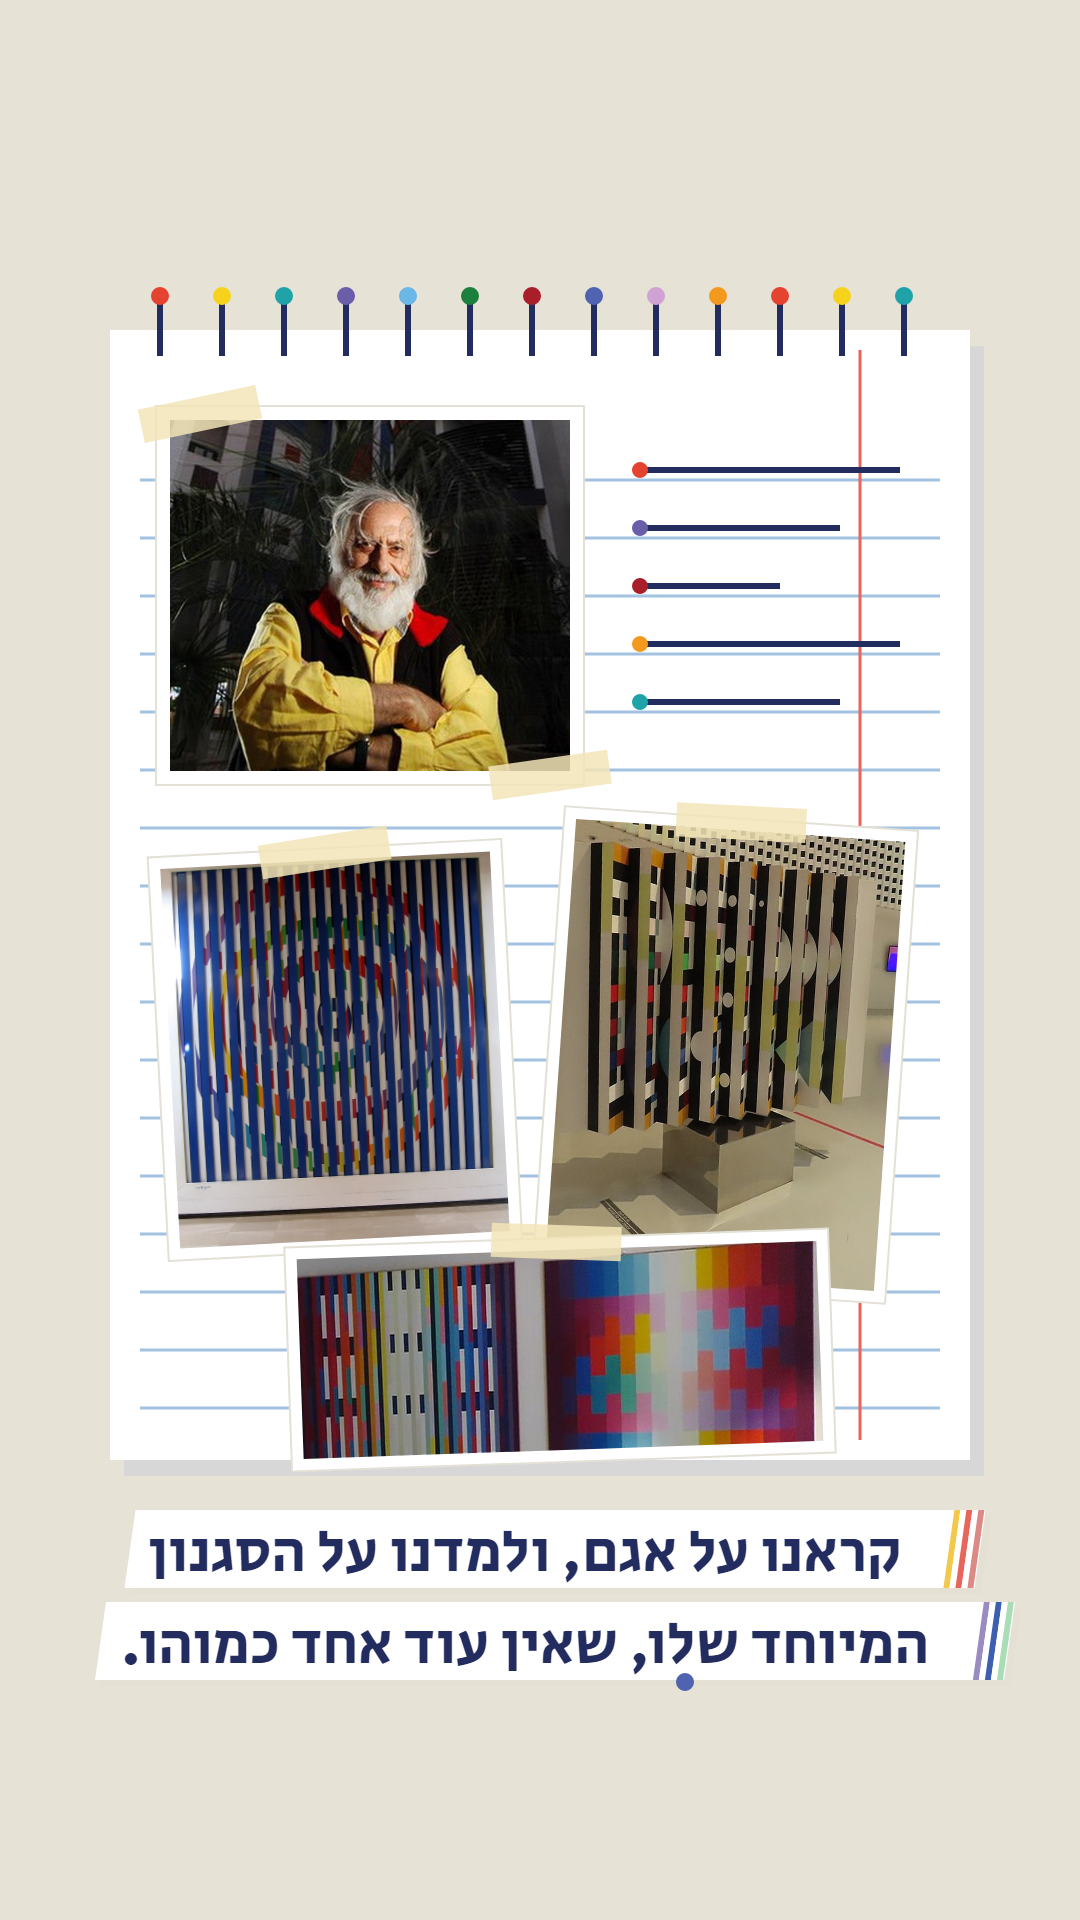 קראנו על אגם, ולמדנו על הסגנון
המיוחד שלו, שאין עוד אחד כמוהו.